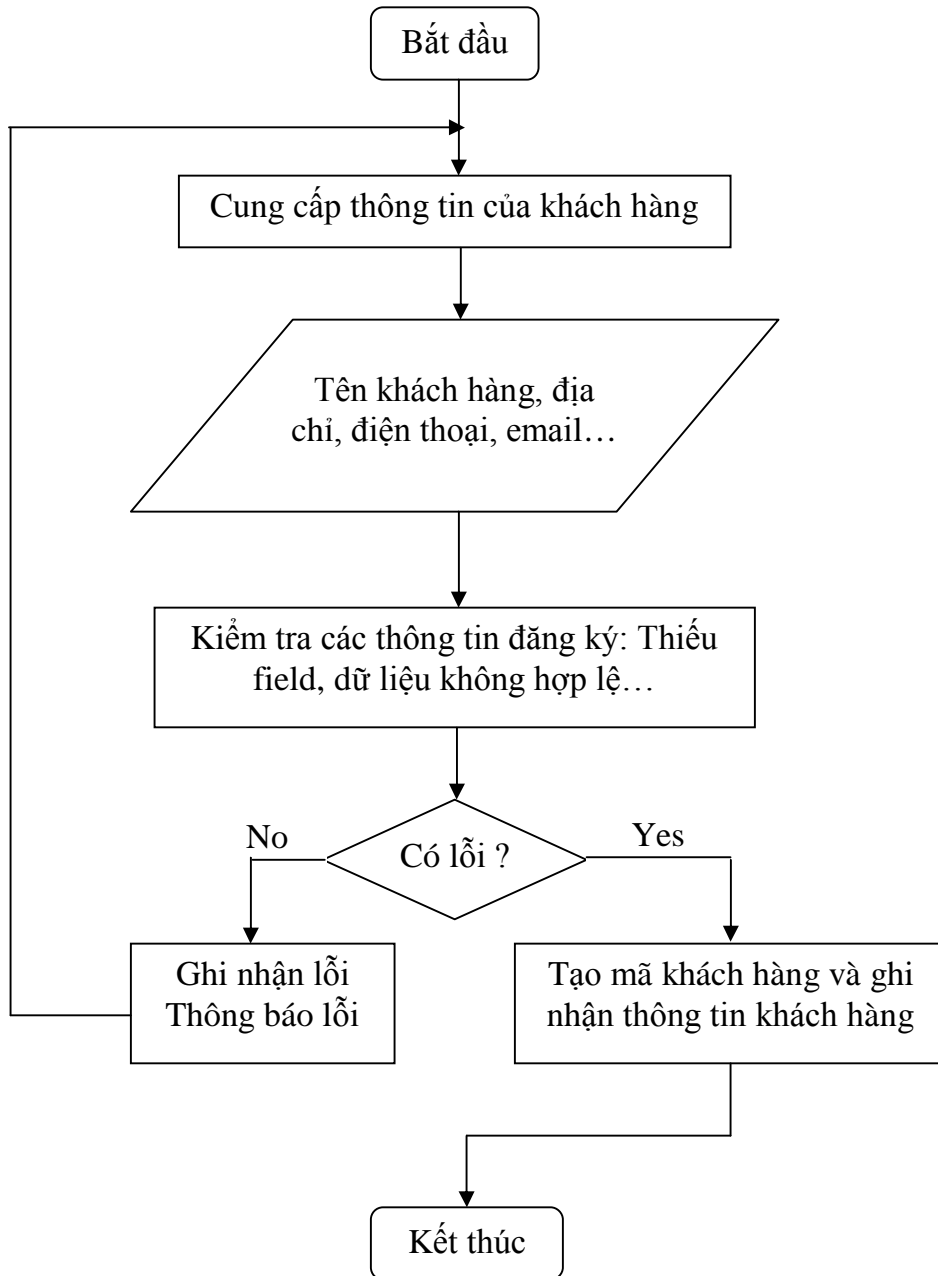 Bắt đầu
Cung cấp thông tin của khách hàng
Tên khách hàng, địa
chỉ, điện thoại, email…
Kiểm tra các thông tin đăng ký: Thiếu
field, dữ liệu không hợp lệ…
No
Có lỗi ?
Yes
Ghi nhận lỗi
Thông báo lỗi
Tạo mã khách hàng và ghi
nhận thông tin khách hàng
Kết thúc